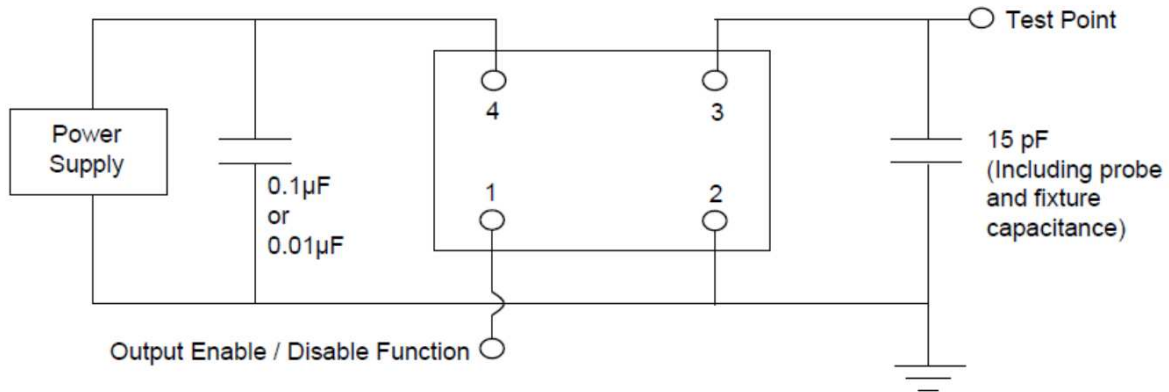 Test Point
4
3
Power
Supply
0.1µF
or
0.01µF
15 pF
(Including probe
and fixture
capacitance)
1
2
Output Enable / Disable Function